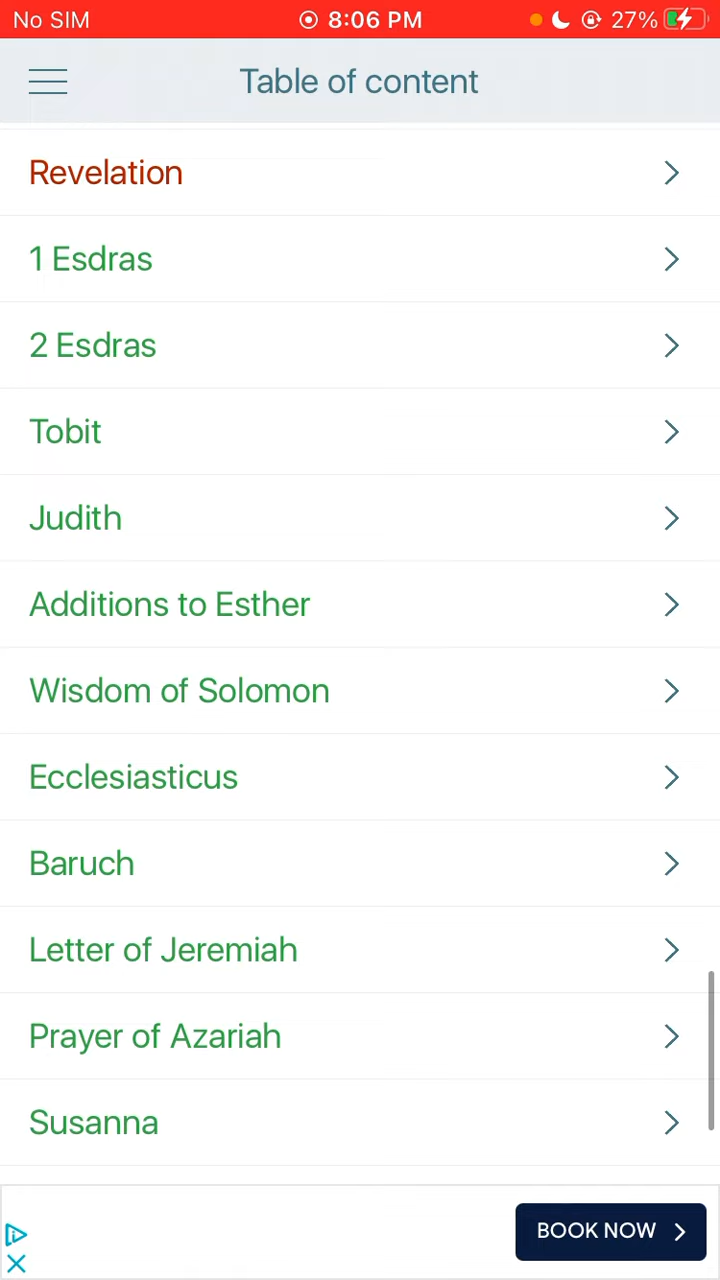 No SIM 8:06 PM 27%
Table of content
Revelation
1 Esdras
2 Esdras
Tobit
Judith
Additions to Esther
Wisdom of Solomon
Ecclesiasticus
Baruch
Letter of Jeremiah
Prayer of Azariah
Susanna
BOOK NOW